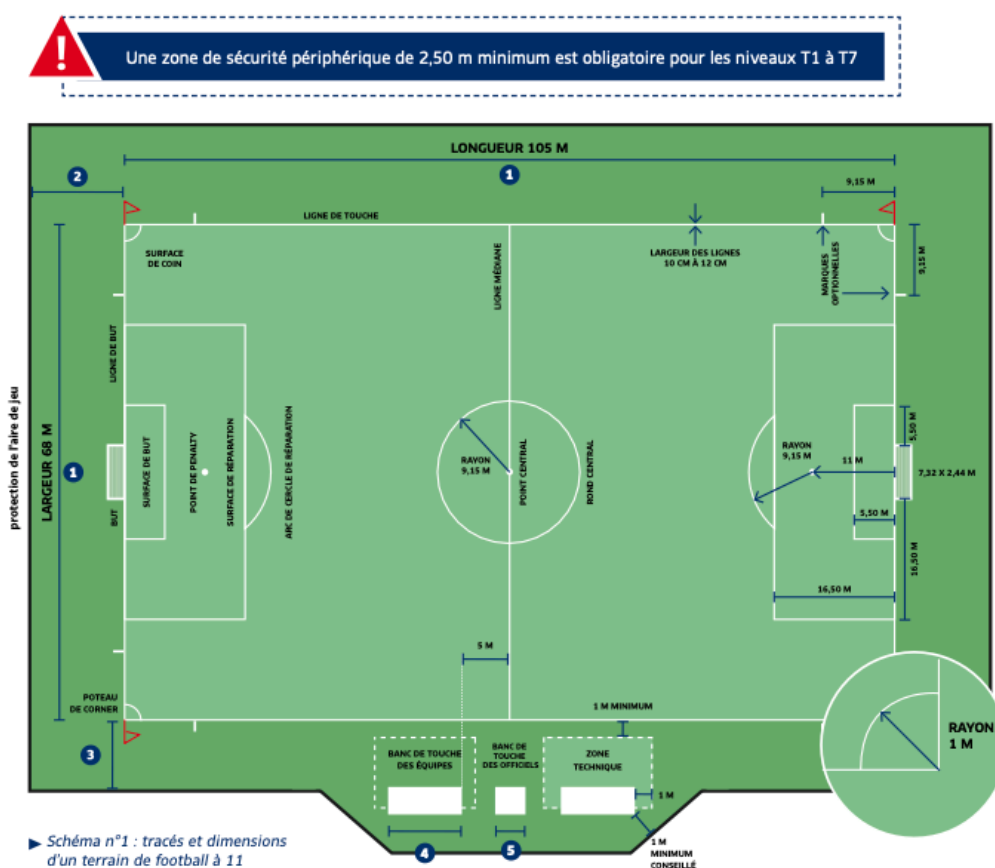 !
Une zone de sécurité périphérique de 2,50 m minimum est obligatoire pour les niveaux T1 à T7
LONGUEUR 105 M
1
2
9,15 M
LIGNE DE TOUCHE
SURFACE
DE COIN
LIGNE MÉDIANE
LARGEUR DES LIGNES
10 CM À 12 CM
MARQUES
OPTIONNELLES
9,15 M
protection de l'aire de jeu
LARGEUR 68 M
1
LIGNE DE BUT
BUT
SURFACE DE BUT
POINT DE PENALTY
SURFACE DE RÉPARATION
ARC DE CERCLE DE RÉPARATION
RAYON
9,15 M
POINT CENTRAL
ROND CENTRAL
RAYON
9,15 M
11 M
5,50 M
7,32 X 2,44 M
5,50 M
16,50 M
16,50 M
5 M
POTEAU
DE CORNER
1 M MINIMUM
3
BANC DE TOUCHE
DES ÉQUIPES
BANC DE
TOUCHE
DES OFFICIELS
ZONE
TECHNIQUE
RAYON
1 M
1 M
4
5
1 M
MINIMUM
CONSEILLÉ
► Schéma n°1 : tracés et dimensions
d'un terrain de football à 11